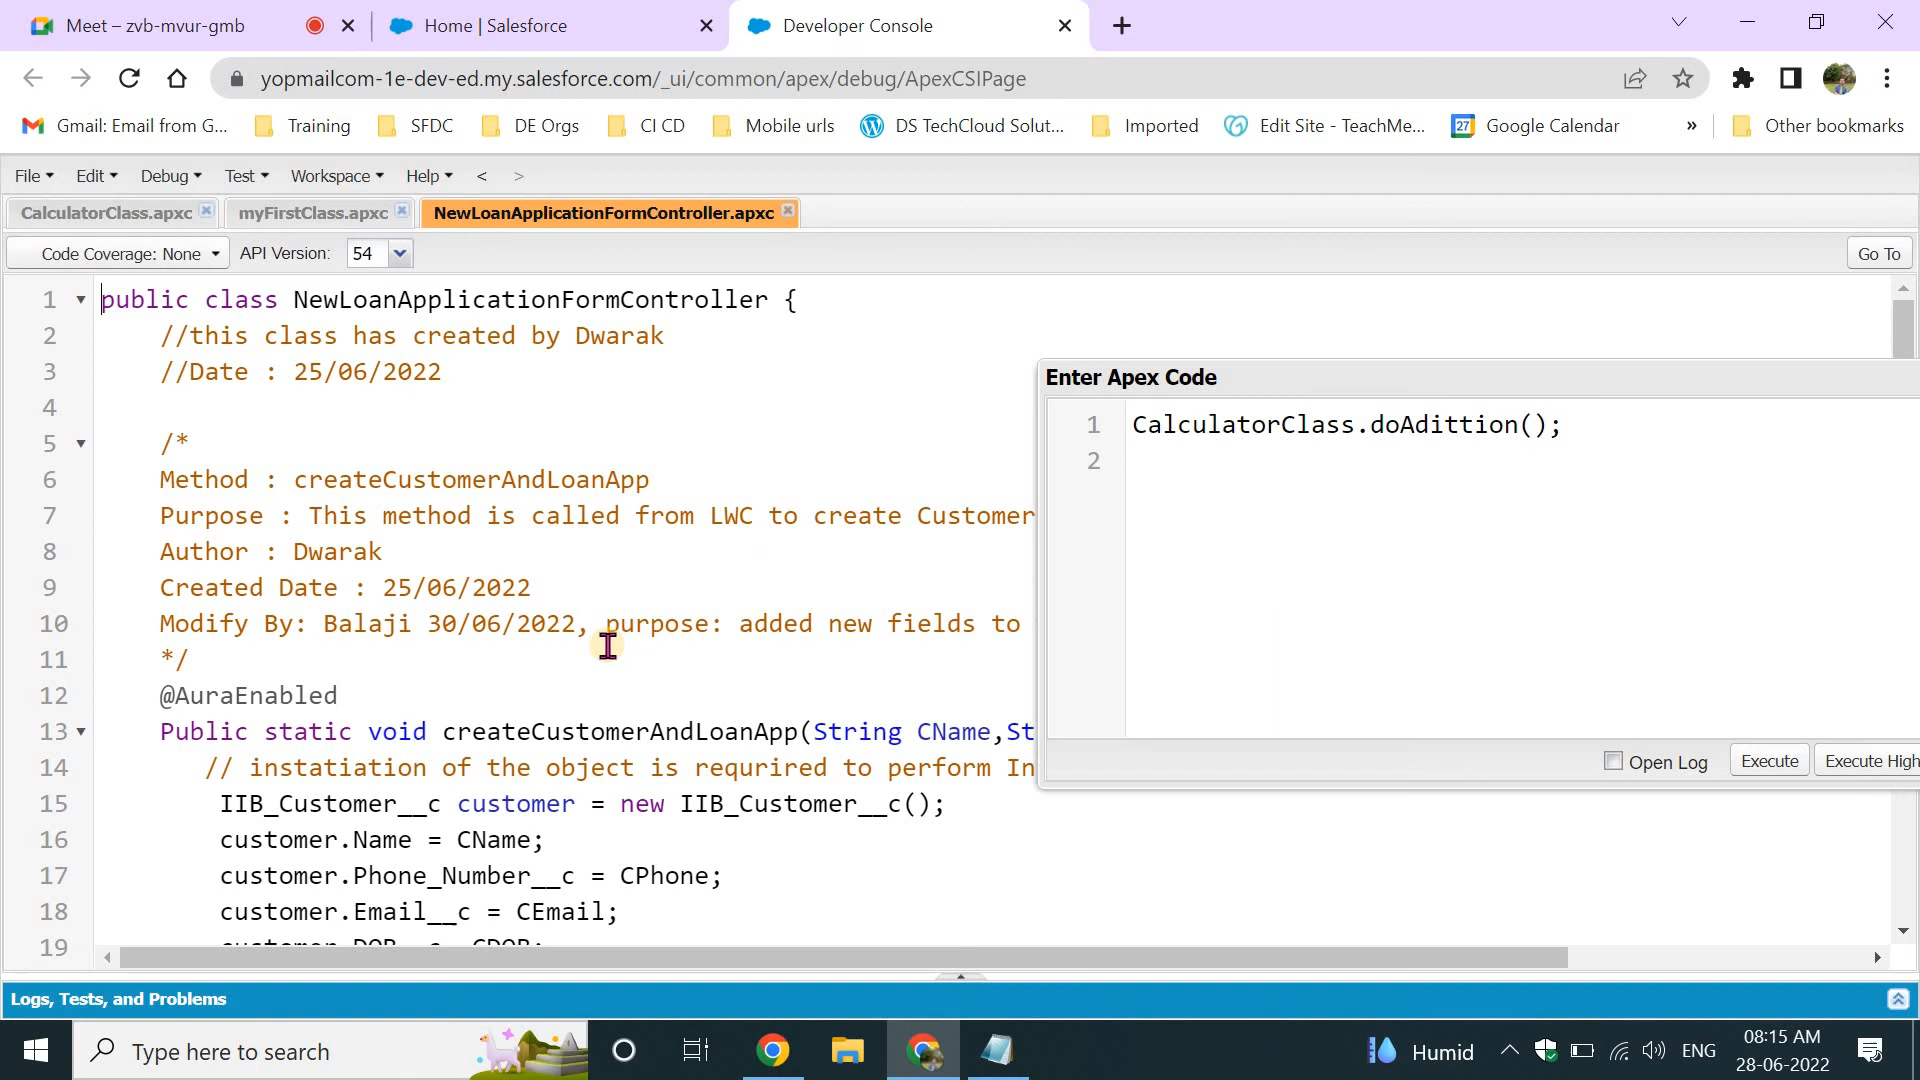 Meet – zvb-mvur-gmb
Home | Salesforce
Developer Console
yopmailcom-1e-dev-ed.my.salesforce.com/_ui/common/apex/debug/ApexCSIPage
Gmail: Email from G... Training SFDC DE Orgs CI CD Mobile urls DS TechCloud Solut... Imported Edit Site - TeachMe... 27 Google Calendar » Other bookmarks
File Edit Debug Test Workspace Help < >
CalculatorClass.apxc myFirstClass.apxc NewLoanApplicationFormController.apxc
Code Coverage: None API Version: 54 Go To
1 public class NewLoanApplicationFormController {
2 //this class has created by Dwarak
3 //Date : 25/06/2022
4
5 /*
6 Method : createCustomerAndLoanApp
7 Purpose : This method is called from LWC to create Customer
8 Author : Dwarak
9 Created Date : 25/06/2022
10 Modify By: Balaji 30/06/2022, purpose: added new fields to
11 */
12 @AuraEnabled
13 Public static void createCustomerAndLoanApp(String CName,St
14 // instatiation of the object is requrired to perform In
15 IIB_Customer__c customer = new IIB_Customer__c();
16 customer.Name = CName;
17 customer.Phone_Number__c = CPhone;
18 customer.Email__c = CEmail;
19
Enter Apex Code
1 CalculatorClass.doAdittion();
2
Open Log Execute Execute High
Logs, Tests, and Problems
Type here to search
Humid
ENG
08:15 AM
28-06-2022